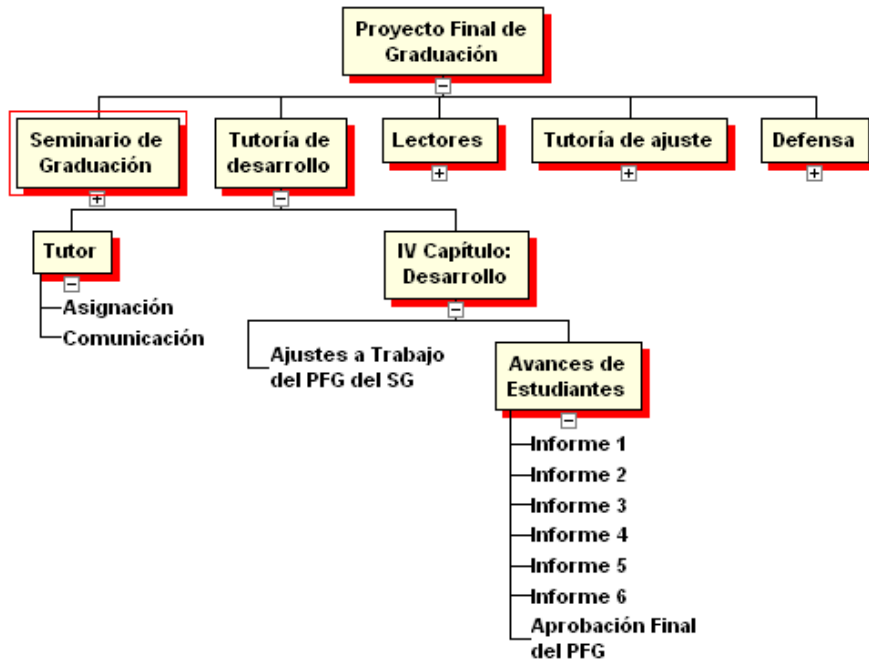 Proyecto Final de
Graduación
Seminario de
Graduación
Tutoría de
desarrollo
Lectores
Tutoría de ajuste
Defensa
Tutor
Asignación
Comunicación
IV Capítulo:
Desarrollo
Ajustes a Trabajo
del PFG del SG
Avances de
Estudiantes
Informe 1
Informe 2
Informe 3
Informe 4
Informe 5
Informe 6
Aprobación Final
del PFG